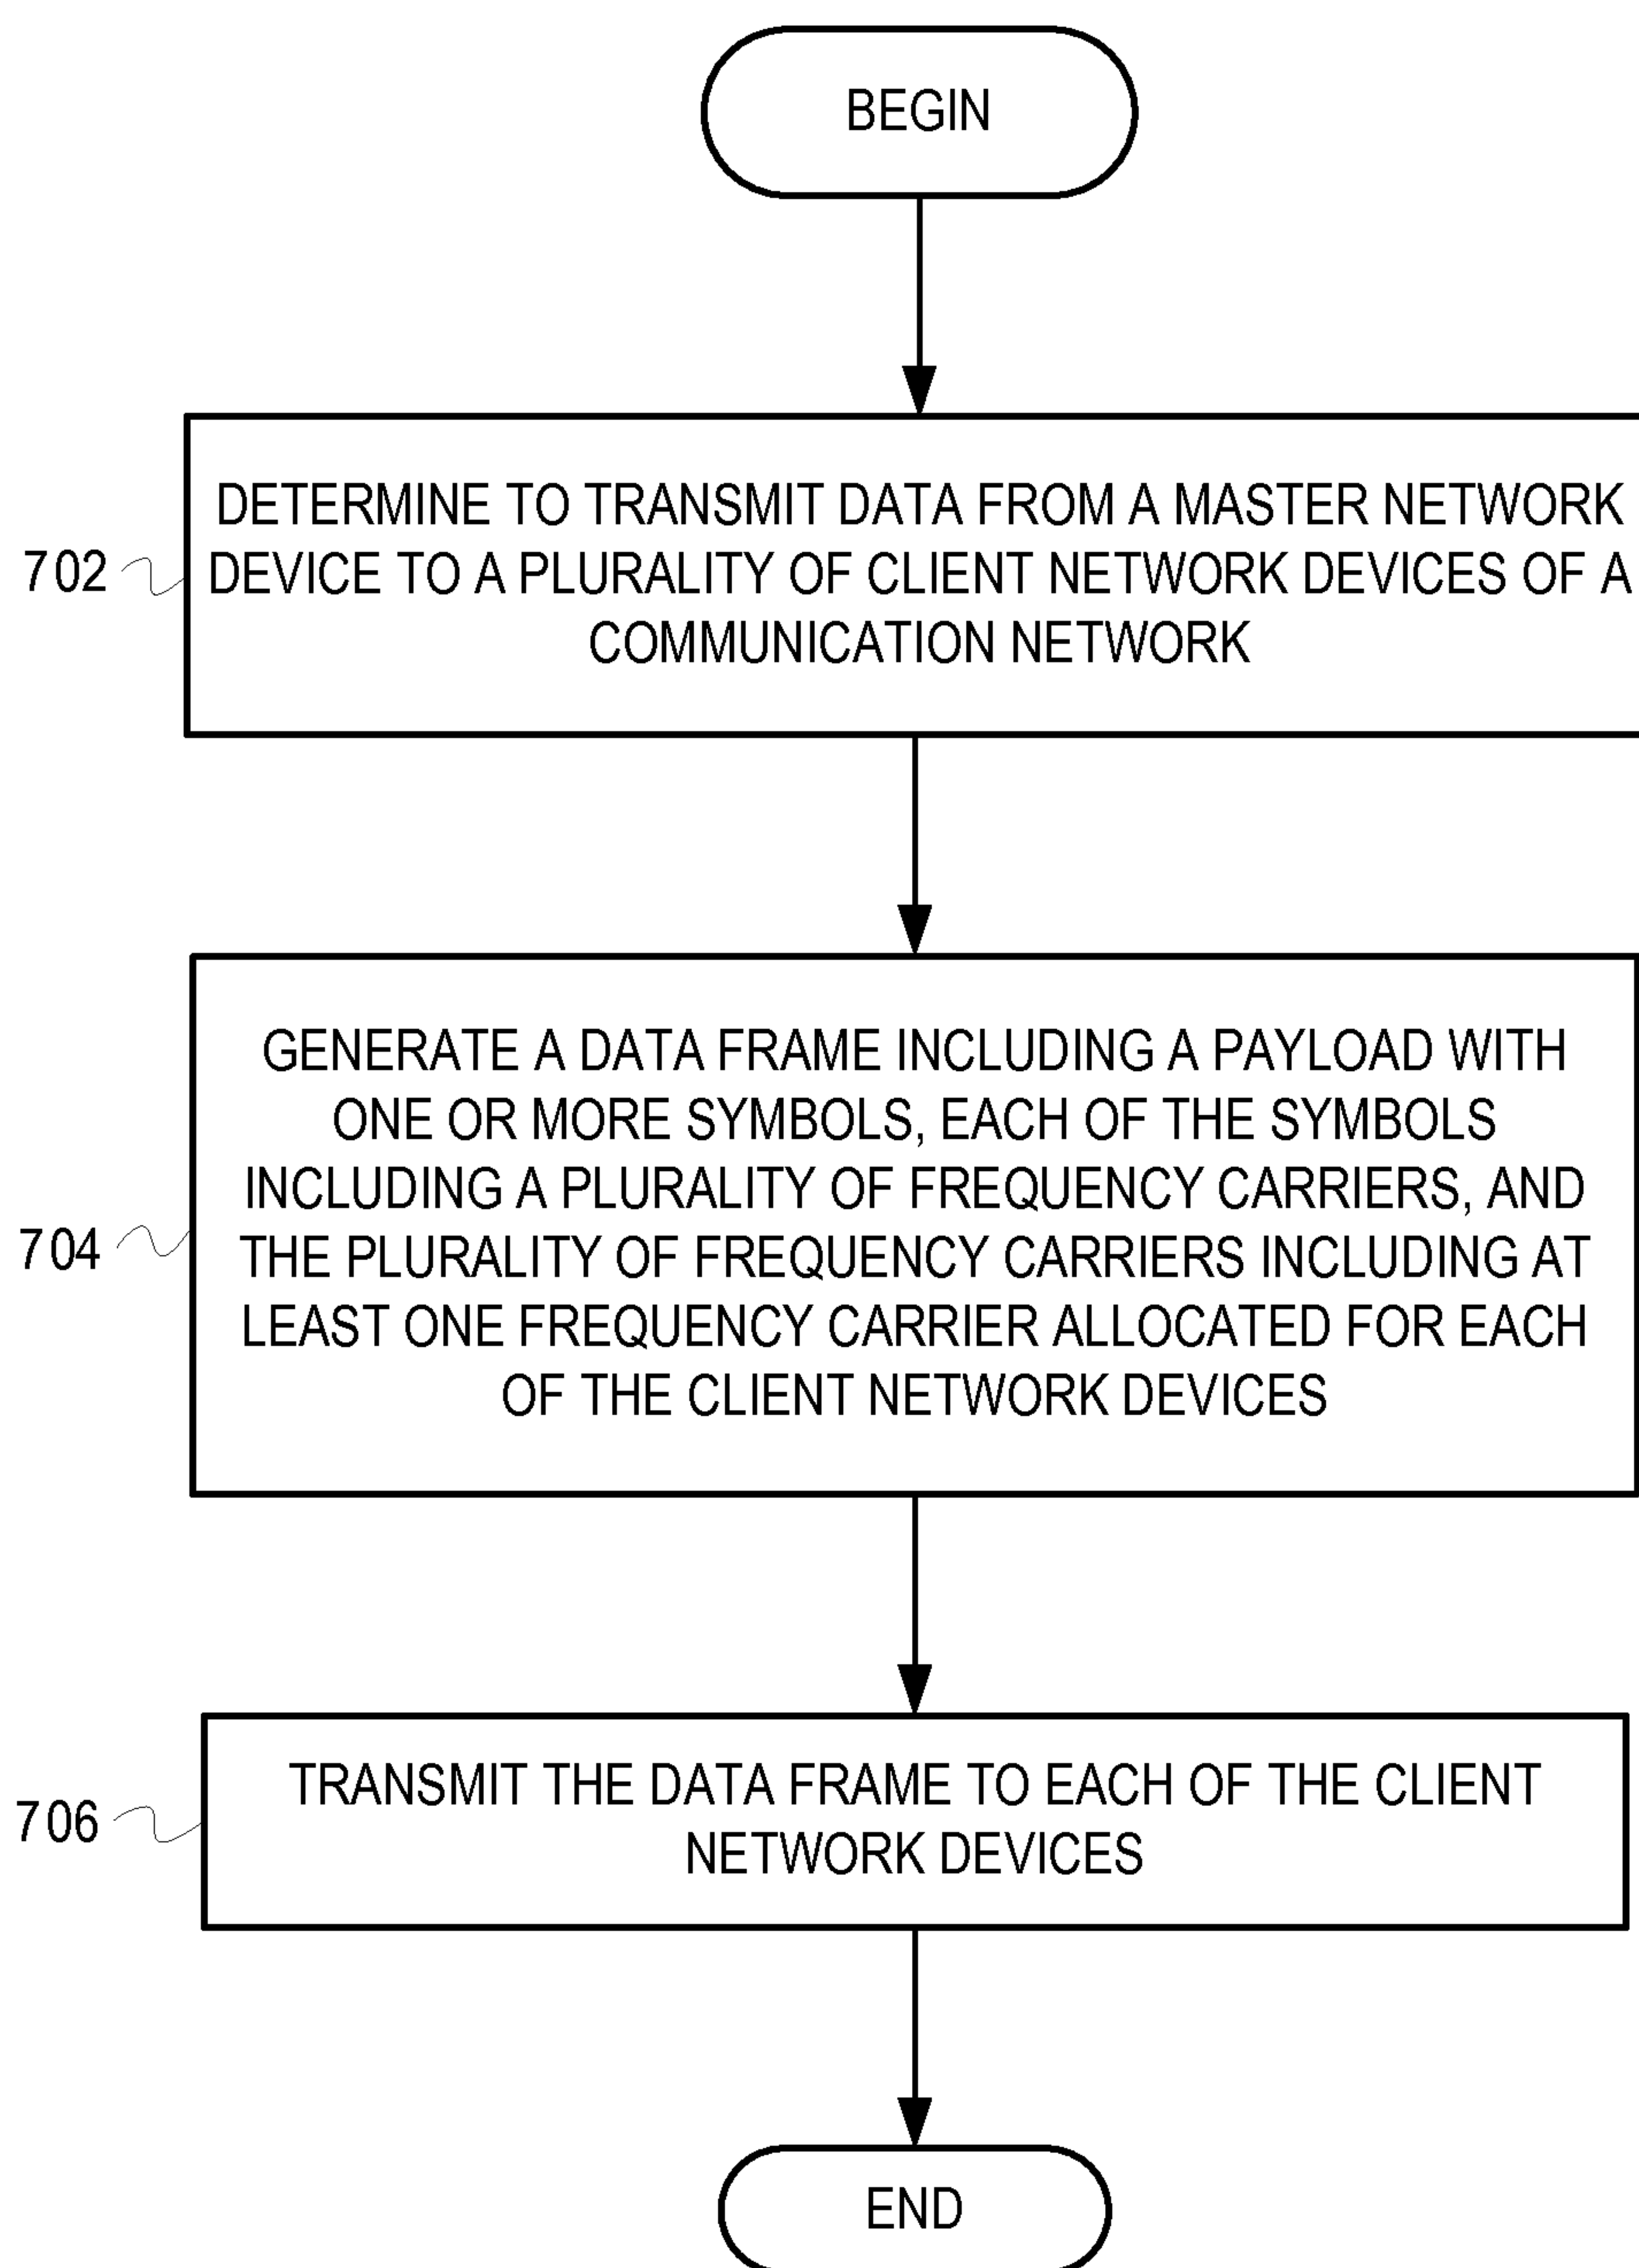 BEGIN
DETERMINE TO TRANSMIT DATA FROM A MASTER NETWORK
702
DEVICE TO A PLURALITY OF CLIENT NETWORK DEVICES OF A
COMMUNICATION NETWORK
GENERATE A DATA FRAME INCLUDING A PAYLOAD WITH
ONE OR MORE SYMBOLS, EACH OF THE SYMBOLS
INCLUDING A PLURALITY OF FREQUENCY CARRIERS, AND
704
THE PLURALITY OF FREQUENCY CARRIERS INCLUDING AT
LEAST ONE FREQUENCY CARRIER ALLOCATED FOR EACH
OF THE CLIENT NETWORK DEVICES
TRANSMIT THE DATA FRAME TO EACH OF THE CLIENT
706
NETWORK DEVICES
END